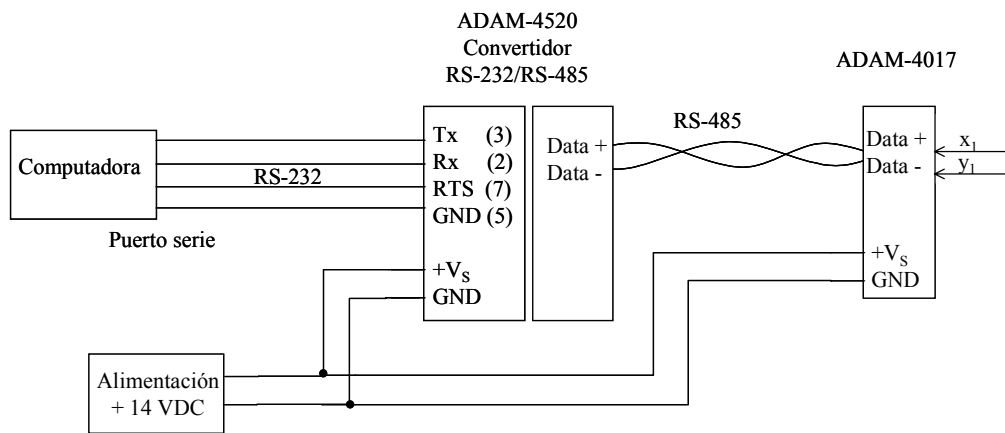 ADAM-4520
Convertidor
RS-232/RS-485
ADAM-4017
Computadora
RS-232
Puerto serie
Tx (3)
Rx (2)
RTS (7)
GND (5)
+VS
GND
Data +
Data -
RS-485
Data +
Data -
x1
y1
+VS
GND
Alimentación
+ 14 VDC